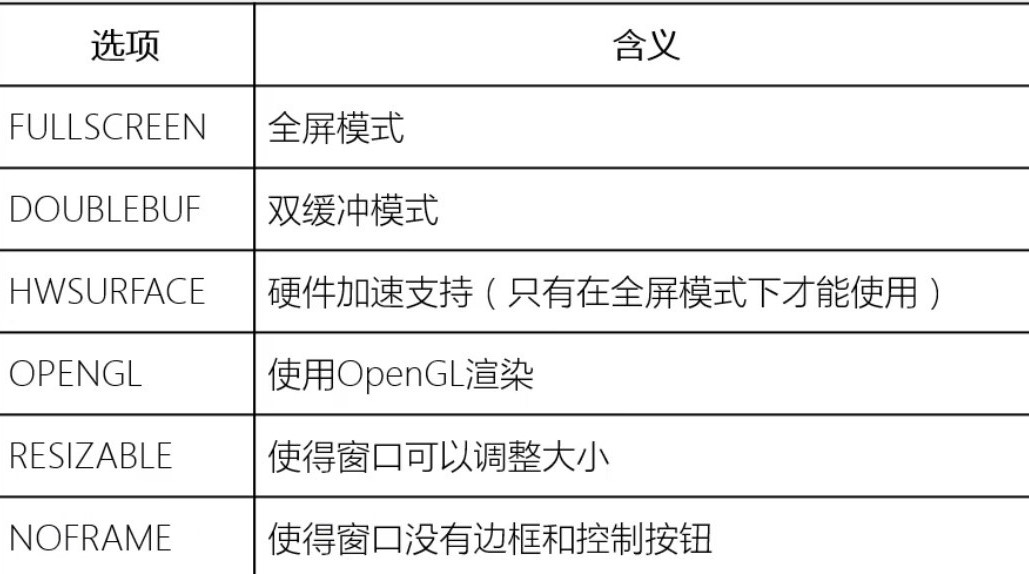 选项 含义
FULLSCREEN 全屏模式
DOUBLEBUF 双缓冲模式
HWSURFACE 硬件加速支持（只有在全屏模式下才能使用）
OPENGL 使用OpenGL渲染
RESIZABLE 使得窗口可以调整大小
NOFRAME 使得窗口没有边框和控制按钮